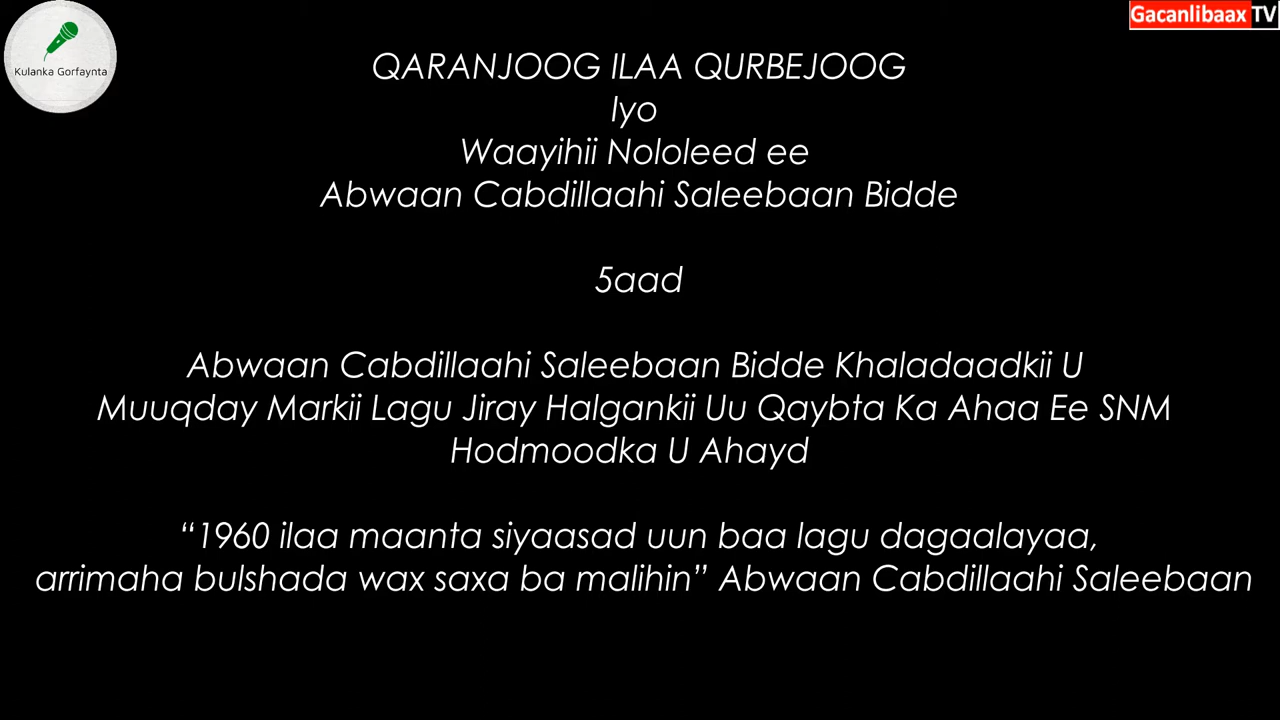 Kulanka Gorfaynta
Gacanlibaax TV
QARANJOOG ILAA QURBEJOOG
Iyo
Waayihii Nololeed ee
Abwaan Cabdillaahi Saleebaan Bidde
5aad
Abwaan Cabdillaahi Saleebaan Bidde Khaladaadkii U
Muuqday Markii Lagu Jiray Halgankii Uu Qaybta Ka Ahaa Ee SNM
Hodmoodka U Ahayd
“1960 ilaa maanta siyaasad uun baa lagu dagaalayaa,
arrimaha bulshada wax saxa ba malihin” Abwaan Cabdillaahi Saleebaan